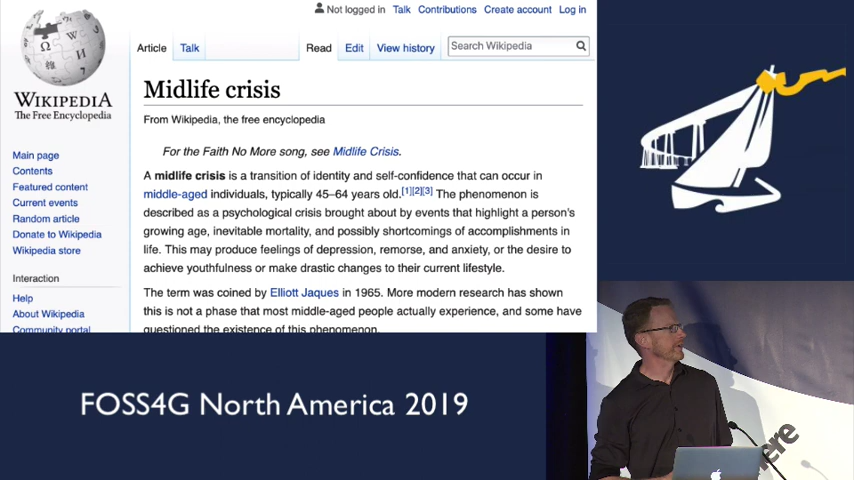 Not logged in Talk Contributions Create account Log in
Article Talk Read Edit View history Search Wikipedia
WIKIPEDIA
The Free Encyclopedia
Main page
Contents
Featured content
Current events
Random article
Donate to Wikipedia
Wikipedia store
Interaction
Help
About Wikipedia
Community portal
Midlife crisis
From Wikipedia, the free encyclopedia
For the Faith No More song, see Midlife Crisis.
A midlife crisis is a transition of identity and self-confidence that can occur in
middle-aged individuals, typically 45–64 years old.[1][2][3] The phenomenon is
described as a psychological crisis brought about by events that highlight a person's
growing age, inevitable mortality, and possibly shortcomings of accomplishments in
life. This may produce feelings of depression, remorse, and anxiety, or the desire to
achieve youthfulness or make drastic changes to their current lifestyle.
The term was coined by Elliott Jaques in 1965. More modern research has shown
this is not a phase that most middle-aged people actually experience, and some have
questioned the existence of this phenomenon.
FOSS4G North America 2019
here